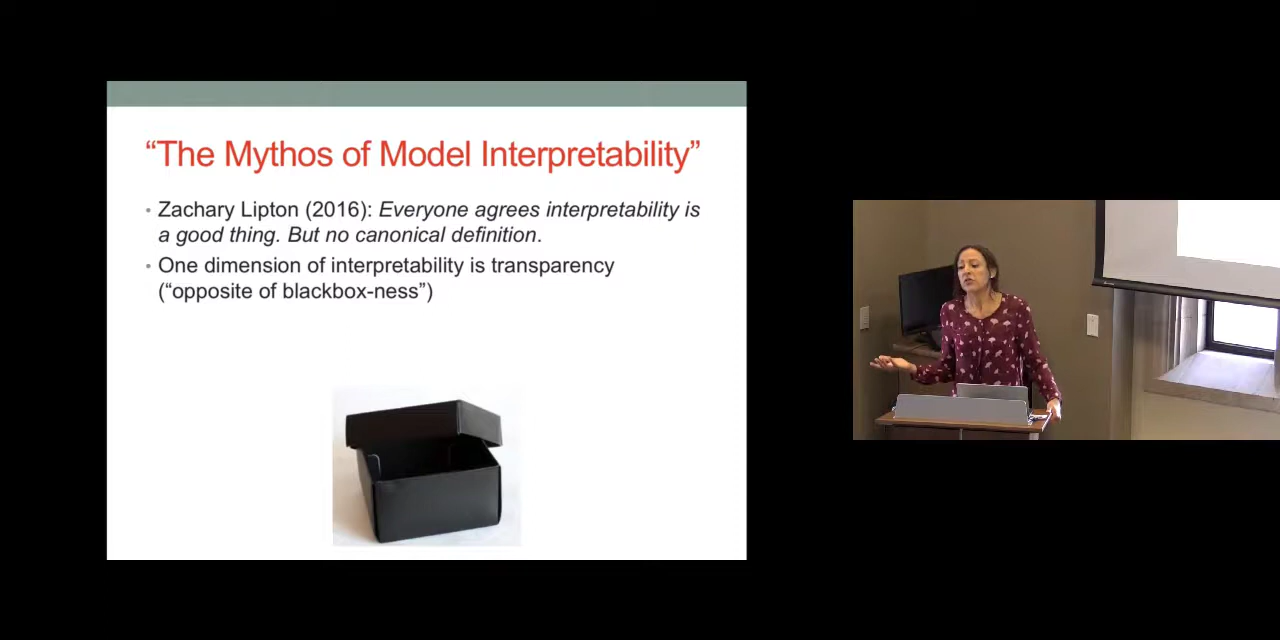 “The Mythos of Model Interpretability”
• Zachary Lipton (2016): Everyone agrees interpretability is
a good thing. But no canonical definition.
• One dimension of interpretability is transparency
(“opposite of blackbox-ness”)